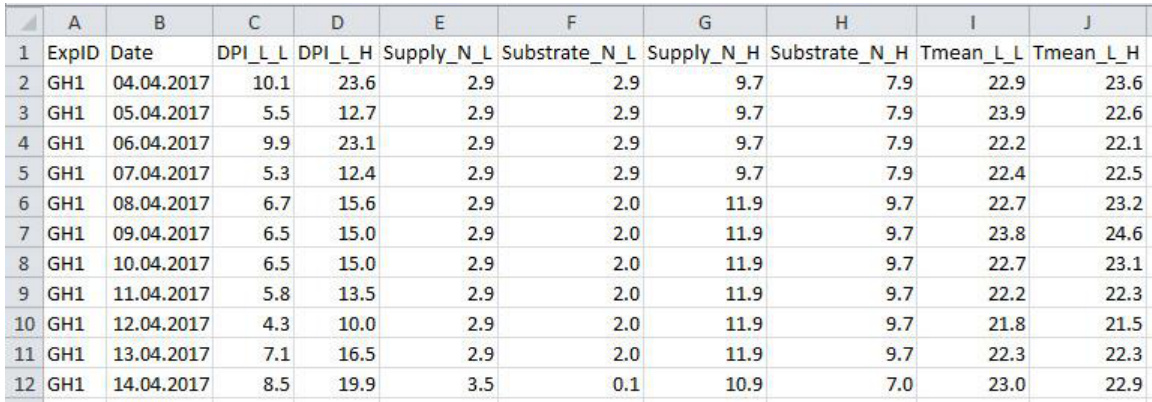 A B C D E F G H I J
1 ExpID Date DPI_L_L DPI_L_H Supply_N_L Substrate_N_L Supply_N_H Substrate_N_H Tmean_L_L Tmean_L_H
2 GH1 04.04.2017 10.1 23.6 2.9 2.9 9.7 7.9 22.9 23.6
3 GH1 05.04.2017 5.5 12.7 2.9 2.9 9.7 7.9 23.9 22.6
4 GH1 06.04.2017 9.9 23.1 2.9 2.9 9.7 7.9 22.2 22.1
5 GH1 07.04.2017 5.3 12.4 2.9 2.9 9.7 7.9 22.4 22.5
6 GH1 08.04.2017 6.7 15.6 2.9 2.0 11.9 9.7 22.7 23.2
7 GH1 09.04.2017 6.5 15.0 2.9 2.0 11.9 9.7 23.8 24.6
8 GH1 10.04.2017 6.5 15.0 2.9 2.0 11.9 9.7 22.7 23.1
9 GH1 11.04.2017 5.8 13.5 2.9 2.0 11.9 9.7 22.2 22.3
10 GH1 12.04.2017 4.3 10.0 2.9 2.0 11.9 9.7 21.8 21.5
11 GH1 13.04.2017 7.1 16.5 2.9 2.0 11.9 9.7 22.3 22.3
12 GH1 14.04.2017 8.5 19.9 3.5 0.1 10.9 7.0 23.0 22.9